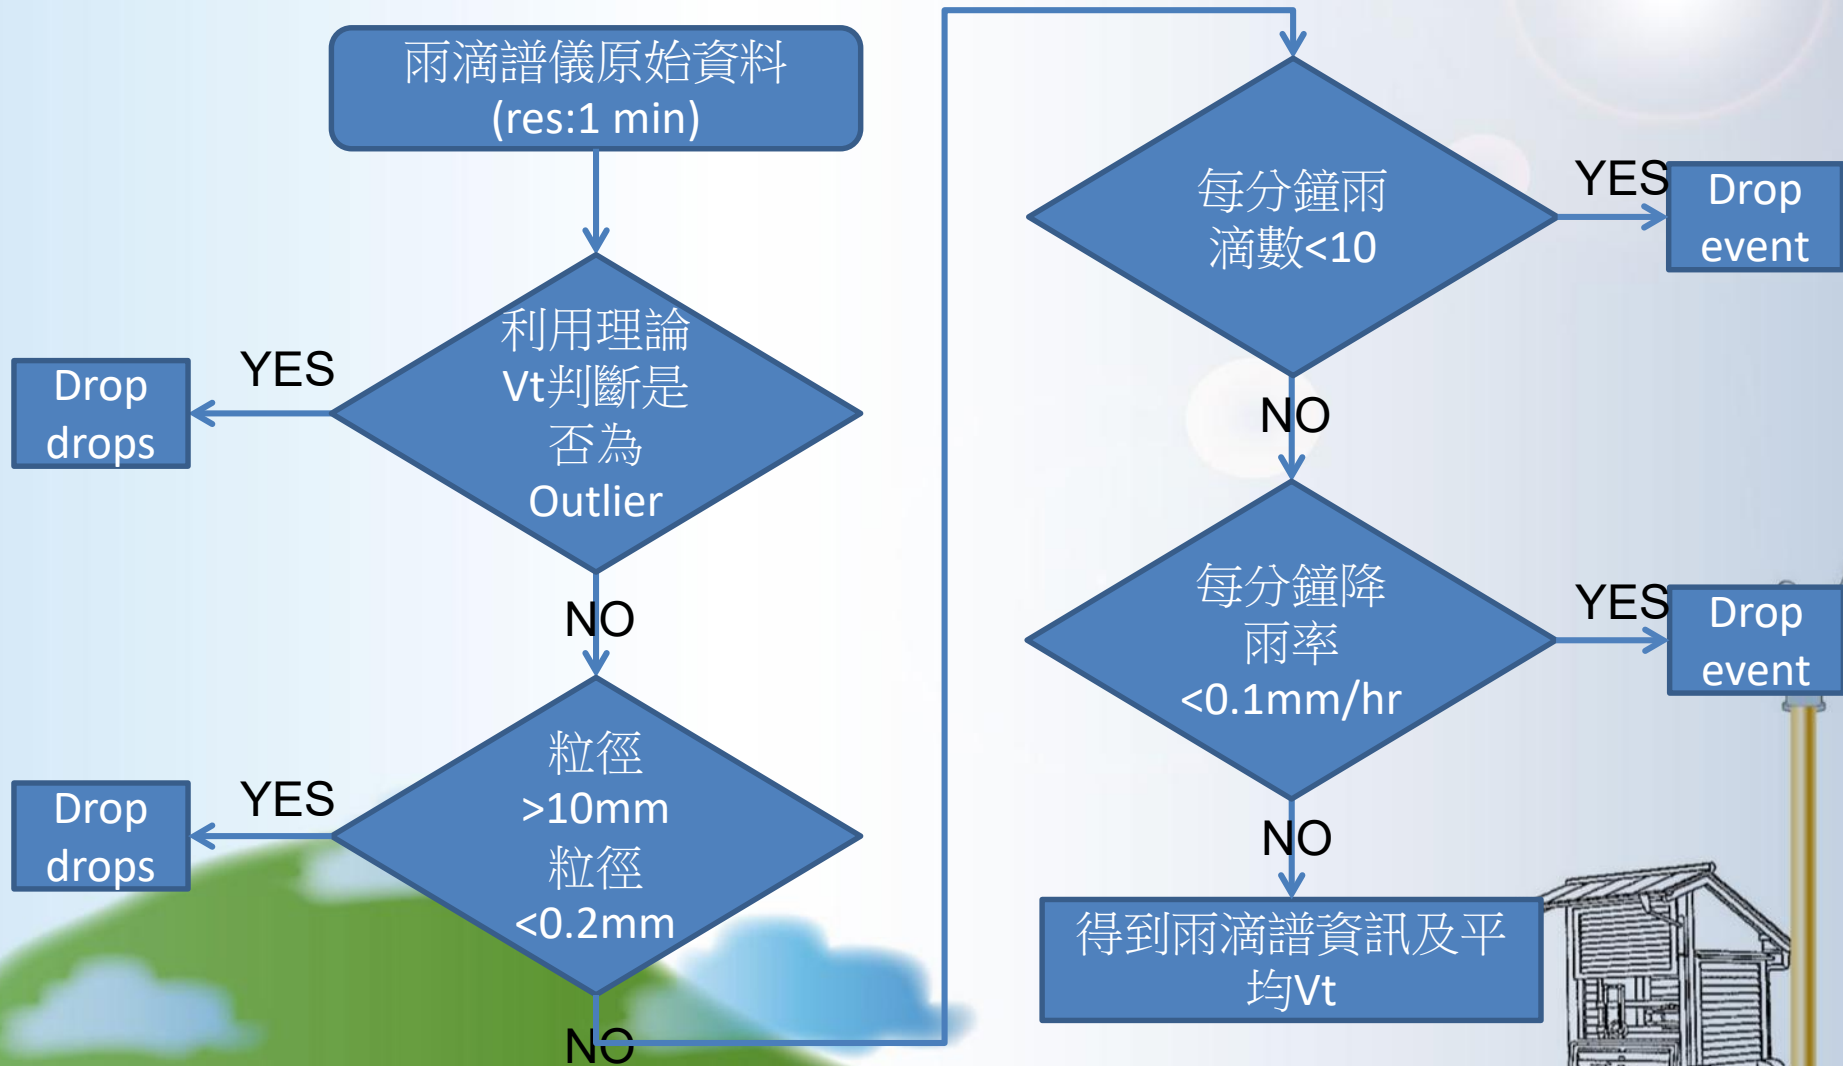 雨滴譜儀原始資料
(res:1 min)
利用理論
Vt判斷是
否為
Outlier
YES
Drop
drops
NO
粒徑
>10mm
粒徑
<0.2mm
YES
Drop
drops
NO
每分鐘雨
滴數<10
YES
Drop
event
NO
每分鐘降
雨率
<0.1mm/hr
YES
Drop
event
NO
得到雨滴譜資訊及平
均Vt